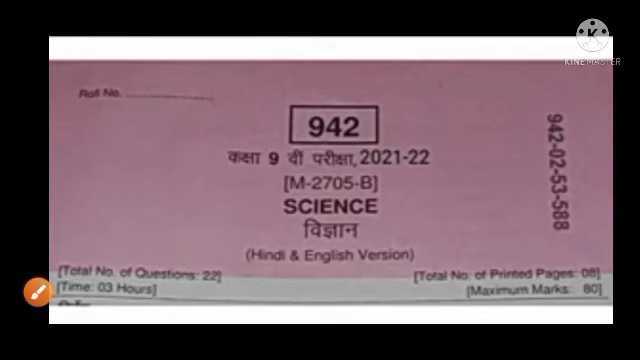 K
KINEMASTER
Roll No. ........................
942
कक्षा 9 वीं परीक्षा, 2021-22
[M-2705-B]
SCIENCE
विज्ञान
(Hindi & English Version)
942-02-53-588
[Total No. of Questions: 22]
[Total No. of Printed Pages: 08]
[Time: 03 Hours]
[Maximum Marks: 80]